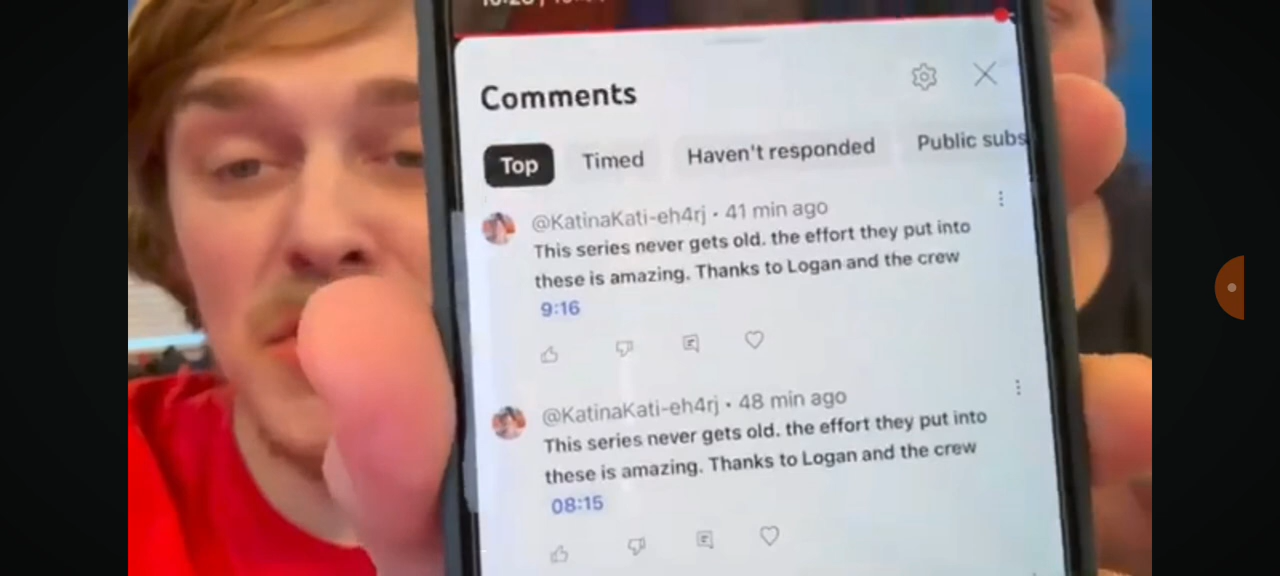 Comments
Top Timed Haven't responded Public subs
@KatinaKati-eh4rj • 41 min ago
This series never gets old. the effort they put into
these is amazing. Thanks to Logan and the crew
9:16
@KatinaKati-eh4rj • 48 min ago
This series never gets old. the effort they put into
these is amazing. Thanks to Logan and the crew
08:15